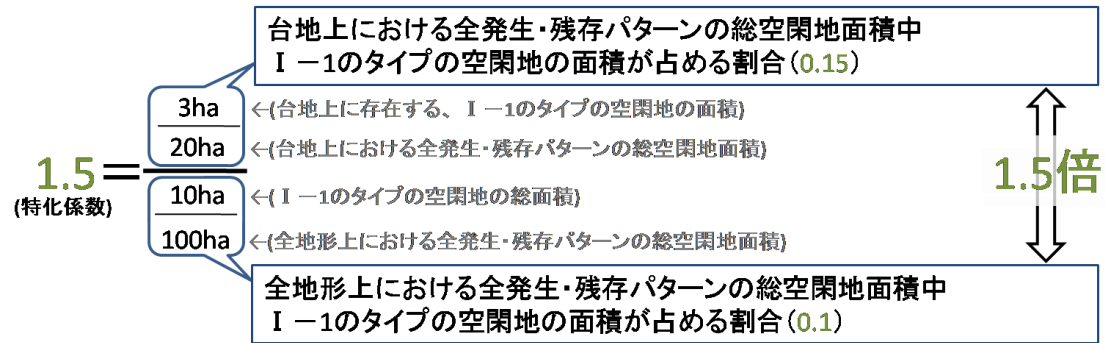 台地上における全発生・残存パターンの総空閑地面積中
Ⅰ－1のタイプの空閑地の面積が占める割合(0.15)
3ha
←(台地上に存在する、Ⅰ－1のタイプの空閑地の面積)
20ha
←(台地上における全発生・残存パターンの総空閑地面積)
1.5=
(特化係数)
1.5倍
10ha
←(Ⅰ－1のタイプの空閑地の総面積)
100ha
←(全地形上における全発生・残存パターンの総空閑地面積)
全地形上における全発生・残存パターンの総空閑地面積中
Ⅰ－1のタイプの空閑地の面積が占める割合(0.1)